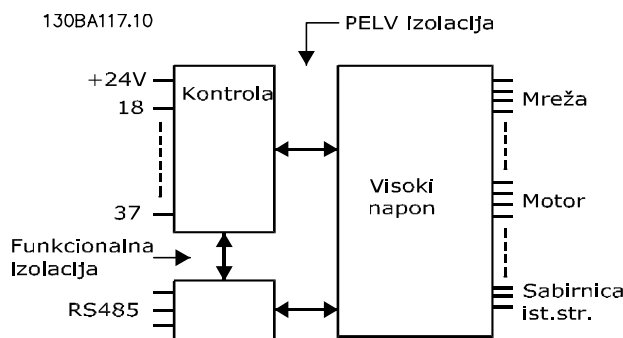 130BA117.10
PELV izolacija
+24V
Kontrola
18
Mreža
Visoki
napon
Motor
37
Funkcionalna
izolacija
RS485
Sabirnica
ist.str.